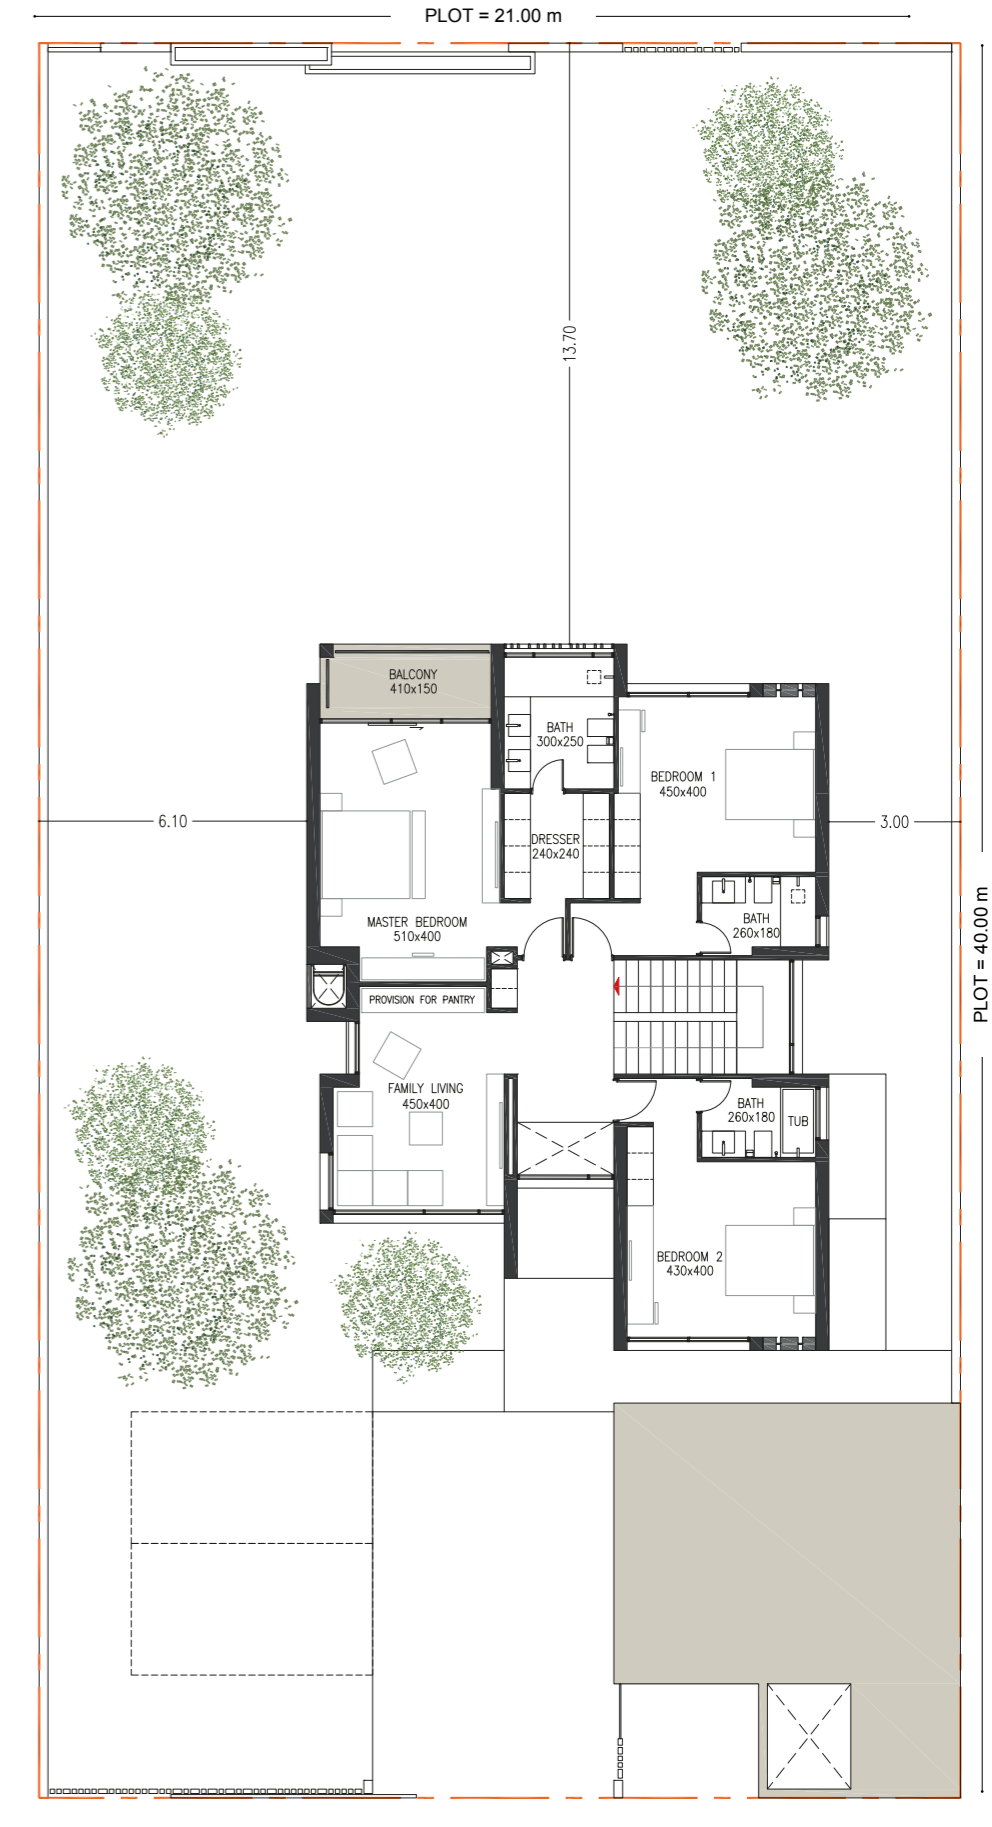 PLOT = 21.00 m
13.70
BALCONY
410x150
BATH
300x250
BEDROOM 1
450x400
6.10
3.00
DRESSER
240x240
MASTER BEDROOM
510x400
BATH
260x180
PLOT = 40.00 m
PROVISION FOR PANTRY
FAMILY LIVING
450x400
BATH
260x180
TUB
BEDROOM 2
430x400